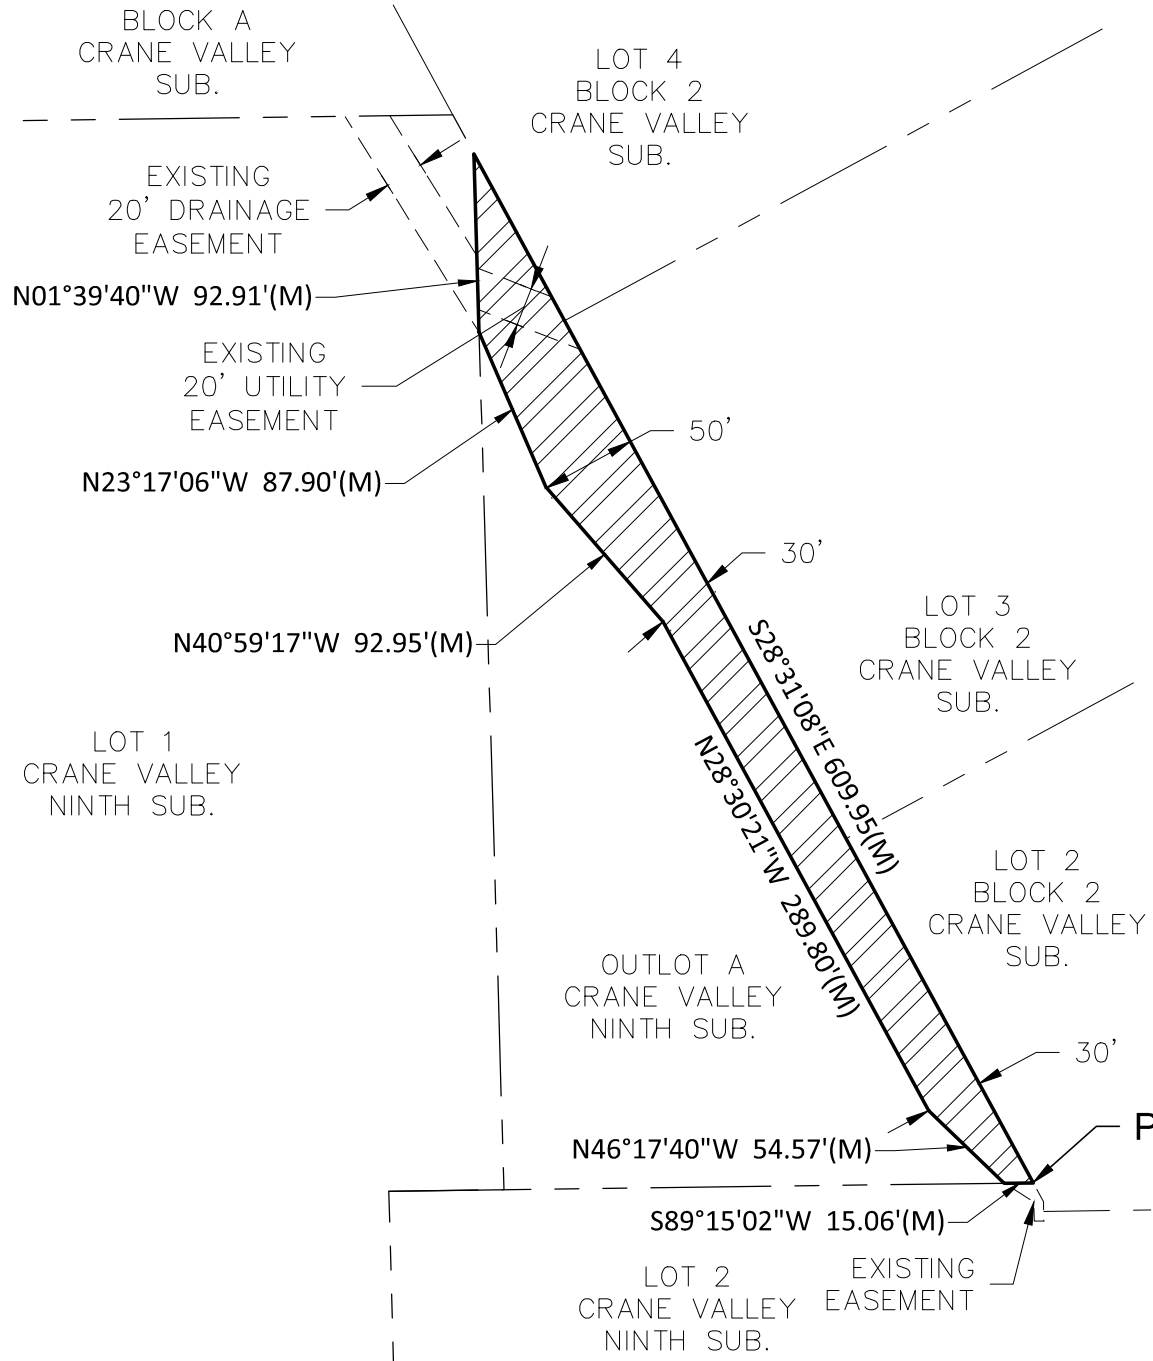 BLOCK A
CRANE VALLEY
SUB.
LOT 4
BLOCK 2
CRANE VALLEY
SUB.
EXISTING
20' DRAINAGE
EASEMENT
N01°39'40"W 92.91'(M)
EXISTING
20' UTILITY
EASEMENT
50'
N23°17'06"W 87.90'(M)
30'
LOT 3
BLOCK 2
CRANE VALLEY
SUB.
N40°59'17"W 92.95'(M)
S28°31'08"E 609.95(M)
LOT 1
CRANE VALLEY
NINTH SUB.
N28°30'21"W 289.80'(M)
LOT 2
BLOCK 2
CRANE VALLEY
SUB.
OUTLOT A
CRANE VALLEY
NINTH SUB.
30'
P
N46°17'40"W 54.57'(M)
S89°15'02"W 15.06'(M)
EXISTING
EASEMENT
LOT 2
CRANE VALLEY
NINTH SUB.